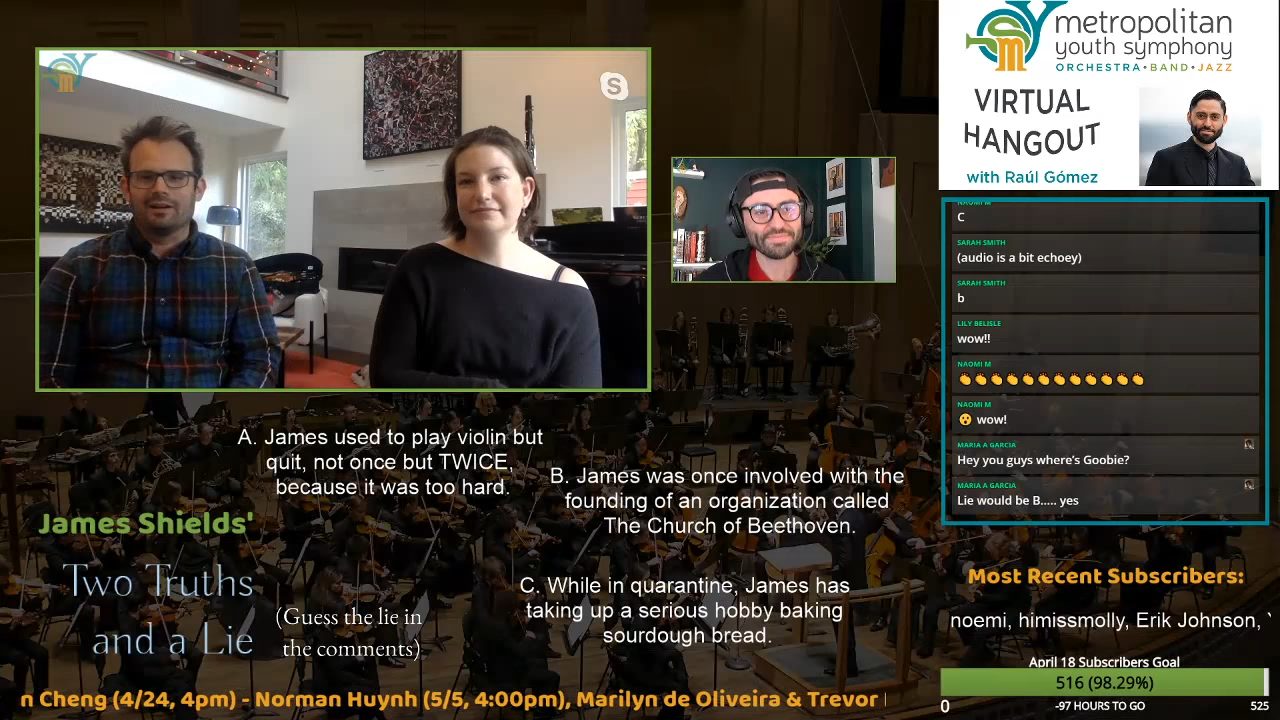 S
metropolitan
youth symphony
ORCHESTRA•BAND•JAZZ
VIRTUAL
HANGOUT
with Raúl Gómez
NAOMI M
C
SARAH SMITH
(audio is a bit echoey)
SARAH SMITH
b
LILY BELISLE
wow!!
NAOMI M
👏👏👏👏👏👏👏👏👏👏👏👏
NAOMI M
😮 wow!
MARIA A GARCIA
Hey you guys where's Goobie?
MARIA A GARCIA
Lie would be B..... yes
A. James used to play violin but
quit, not once but TWICE,
because it was too hard.
B. James was once involved with the
founding of an organization called
The Church of Beethoven.
James Shields'
Two Truths
and a Lie
(Guess the lie in
the comments)
C. While in quarantine, James has
taking up a serious hobby baking
sourdough bread.
Most Recent Subscribers:
noemi, himissmolly, Erik Johnson,
April 18 Subscribers Goal
516 (98.29%)
0
-97 HOURS TO GO
525
n Cheng (4/24, 4pm) - Norman Huynh (5/5, 4:00pm), Marilyn de Oliveira & Trevor